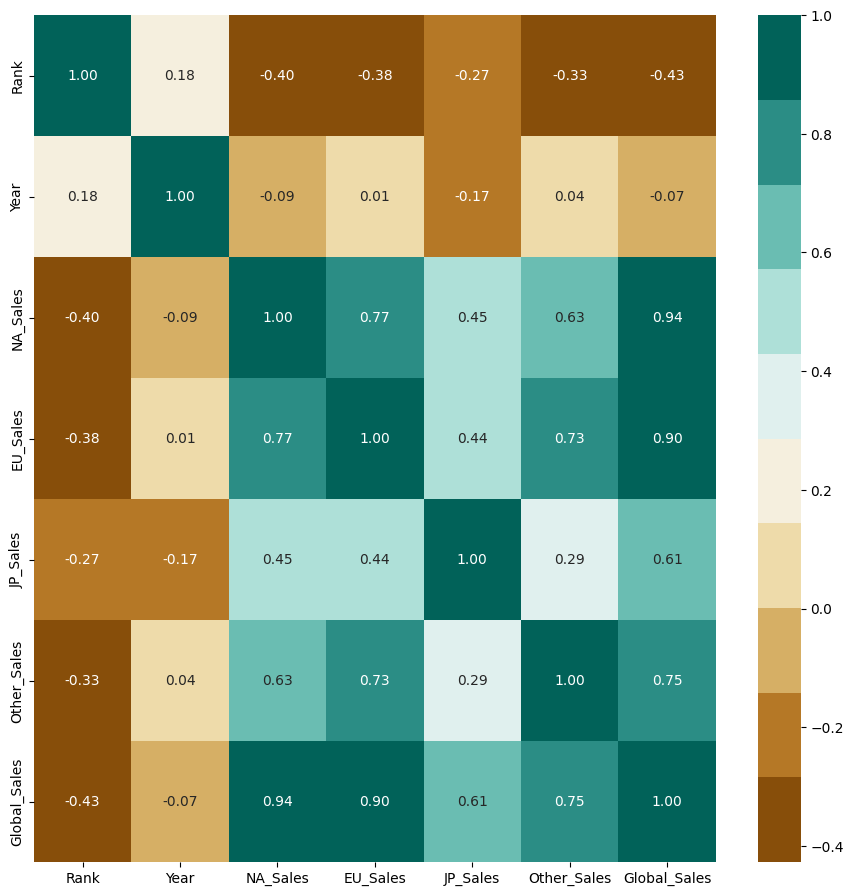 Rank 1.00 0.18 -0.40 -0.38 -0.27 -0.33 -0.43
Year 0.18 1.00 -0.09 0.01 -0.17 0.04 -0.07
NA_Sales -0.40 -0.09 1.00 0.77 0.45 0.63 0.94
EU_Sales -0.38 0.01 0.77 1.00 0.44 0.73 0.90
JP_Sales -0.27 -0.17 0.45 0.44 1.00 0.29 0.61
Other_Sales -0.33 0.04 0.63 0.73 0.29 1.00 0.75
Global_Sales -0.43 -0.07 0.94 0.90 0.61 0.75 1.00
Rank Year NA_Sales EU_Sales JP_Sales Other_Sales Global_Sales
1.0
0.8
0.6
0.4
0.2
0.0
−0.2
−0.4